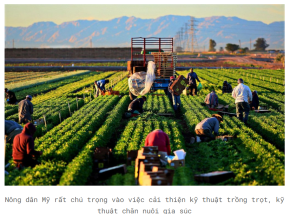 Nông dân Mỹ rất chú trọng vào việc cải thiện kỹ thuật trồng trọt, kỹ
thuật chăn nuôi gia súc